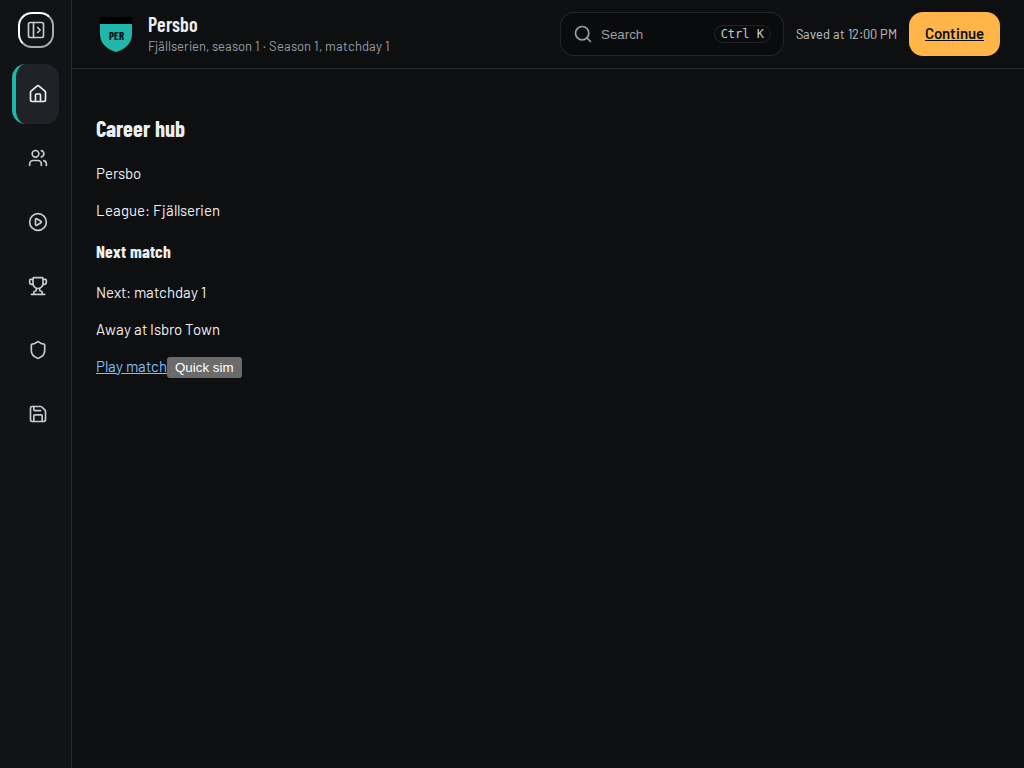 PER
Persbo
Fjällserien, season 1 · Season 1, matchday 1
Search
Ctrl K
Saved at 12:00 PM
Continue
Career hub
Persbo
League: Fjällserien
Next match
Next: matchday 1
Away at Isbro Town
Play match
Quick sim